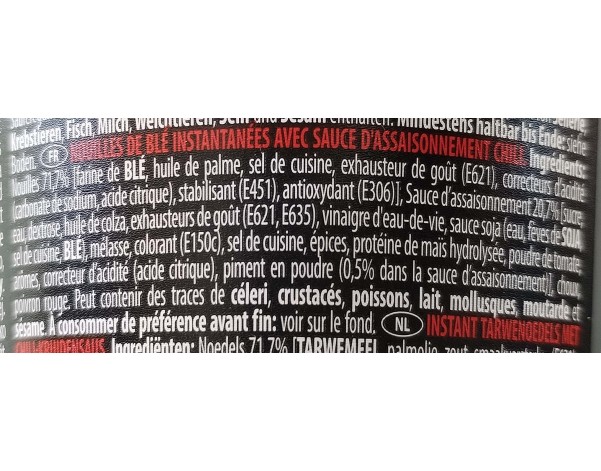 Krebstieren, Fisch, Milch, Weichtieren, Senf und Sesam enthalten. Mindestens haltbar bis Ende: siehe
Boden. FR NOUILLES DE BLÉ INSTANTANÉES AVEC SAUCE D'ASSAISONNEMENT CHILI. Ingrédients:
Nouilles 71,7% [farine de BLÉ, huile de palme, sel de cuisine, exhausteur de goût (E621), correcteurs d'acidité
(carbonate de sodium, acide citrique), stabilisant (E451), antioxydant (E306)], Sauce d'assaisonnement 20,7% [sucre,
eau, dextrose, huile de colza, exhausteurs de goût (E621, E635), vinaigre d'eau-de-vie, sauce soja (eau, fèves de SOJA,
sel de cuisine, BLÉ), mélasse, colorant (E150c), sel de cuisine, épices, protéine de maïs hydrolysée, poudre de tomate,
arômes, correcteur d'acidité (acide citrique), piment en poudre (0,5% dans la sauce d'assaisonnement)], chou,
poivron rouge. Peut contenir des traces de céleri, crustacés, poissons, lait, mollusques, moutarde et
sésame. À consommer de préférence avant fin: voir sur le fond. NL INSTANT TARWENOEDELS MET
CHILI-KRUIDENSAUS. Ingrediënten: Noedels 71,7% [TARWEMEEL, palmolie, zout,